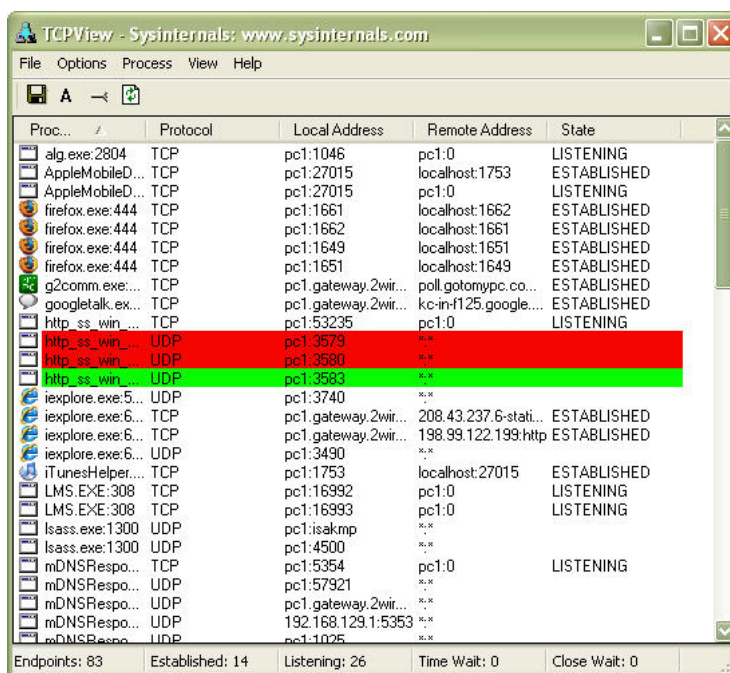 TCPView - Sysinternals: www.sysinternals.com
File Options Process View Help
A
Proc... Protocol Local Address Remote Address State
alg.exe:2804 TCP pc1:1046 pc1:0 LISTENING
AppleMobileD... TCP pc1:27015 localhost:1753 ESTABLISHED
AppleMobileD... TCP pc1:27015 pc1:0 LISTENING
firefox.exe:444 TCP pc1:1661 localhost:1662 ESTABLISHED
firefox.exe:444 TCP pc1:1662 localhost:1661 ESTABLISHED
firefox.exe:444 TCP pc1:1649 localhost:1651 ESTABLISHED
firefox.exe:444 TCP pc1:1651 localhost:1649 ESTABLISHED
g2comm.exe:... TCP pc1.gateway.2wir... poll.gotomypc.co... ESTABLISHED
googletalk.ex... TCP pc1.gateway.2wir... kc-in-f125.google.... ESTABLISHED
http_ss_win_... TCP pc1:53235 pc1:0 LISTENING
http_ss_win_... UDP pc1:3579 *:*
http_ss_win_... UDP pc1:3580 *:*
http_ss_win_... UDP pc1:3583 *:*
iexplore.exe:5... UDP pc1:3740 *:*
iexplore.exe:6... TCP pc1.gateway.2wir... 208.43.237.6-stati... ESTABLISHED
iexplore.exe:6... TCP pc1.gateway.2wir... 198.99.122.199:http ESTABLISHED
iexplore.exe:6... UDP pc1:3490 *:*
iTunesHelper.... TCP pc1:1753 localhost:27015 ESTABLISHED
LMS.EXE:308 TCP pc1:16992 pc1:0 LISTENING
LMS.EXE:308 TCP pc1:16993 pc1:0 LISTENING
lsass.exe:1300 UDP pc1:isakmp *:*
lsass.exe:1300 UDP pc1:4500 *:*
mDNSRespo... TCP pc1:5354 pc1:0 LISTENING
mDNSRespo... UDP pc1:57921 *:*
mDNSRespo... UDP pc1.gateway.2wir... *:*
mDNSRespo... UDP 192.168.129.1:5353 *:*
mDNSRespo... UDP pc1:1025 *:*
Endpoints: 83 Established: 14 Listening: 26 Time Wait: 0 Close Wait: 0